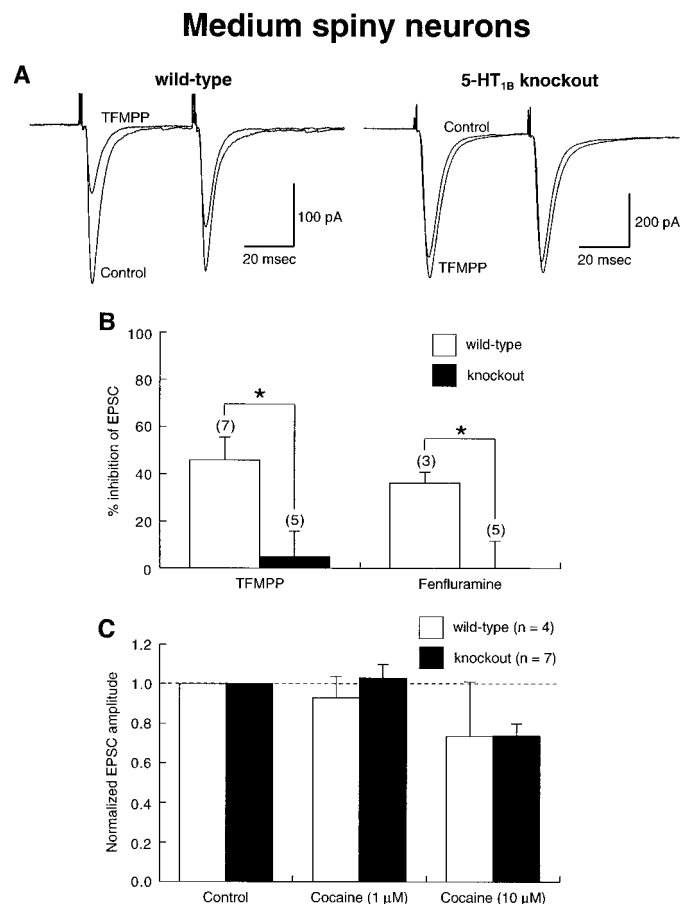 Medium spiny neurons
A
wild-type
5-HT1B knockout
TFMPP
Control
100 pA
20 msec
Control
TFMPP
200 pA
20 msec
B
% inhibition of EPSC
100
80
60
40
20
0
wild-type
knockout
*
(7)
(5)
*
(3)
(5)
TFMPP
Fenfluramine
C
Normalized EPSC amplitude
1.2
1.0
0.8
0.6
0.4
0.2
0.0
wild-type (n = 4)
knockout (n = 7)
Control
Cocaine (1 µM)
Cocaine (10 µM)